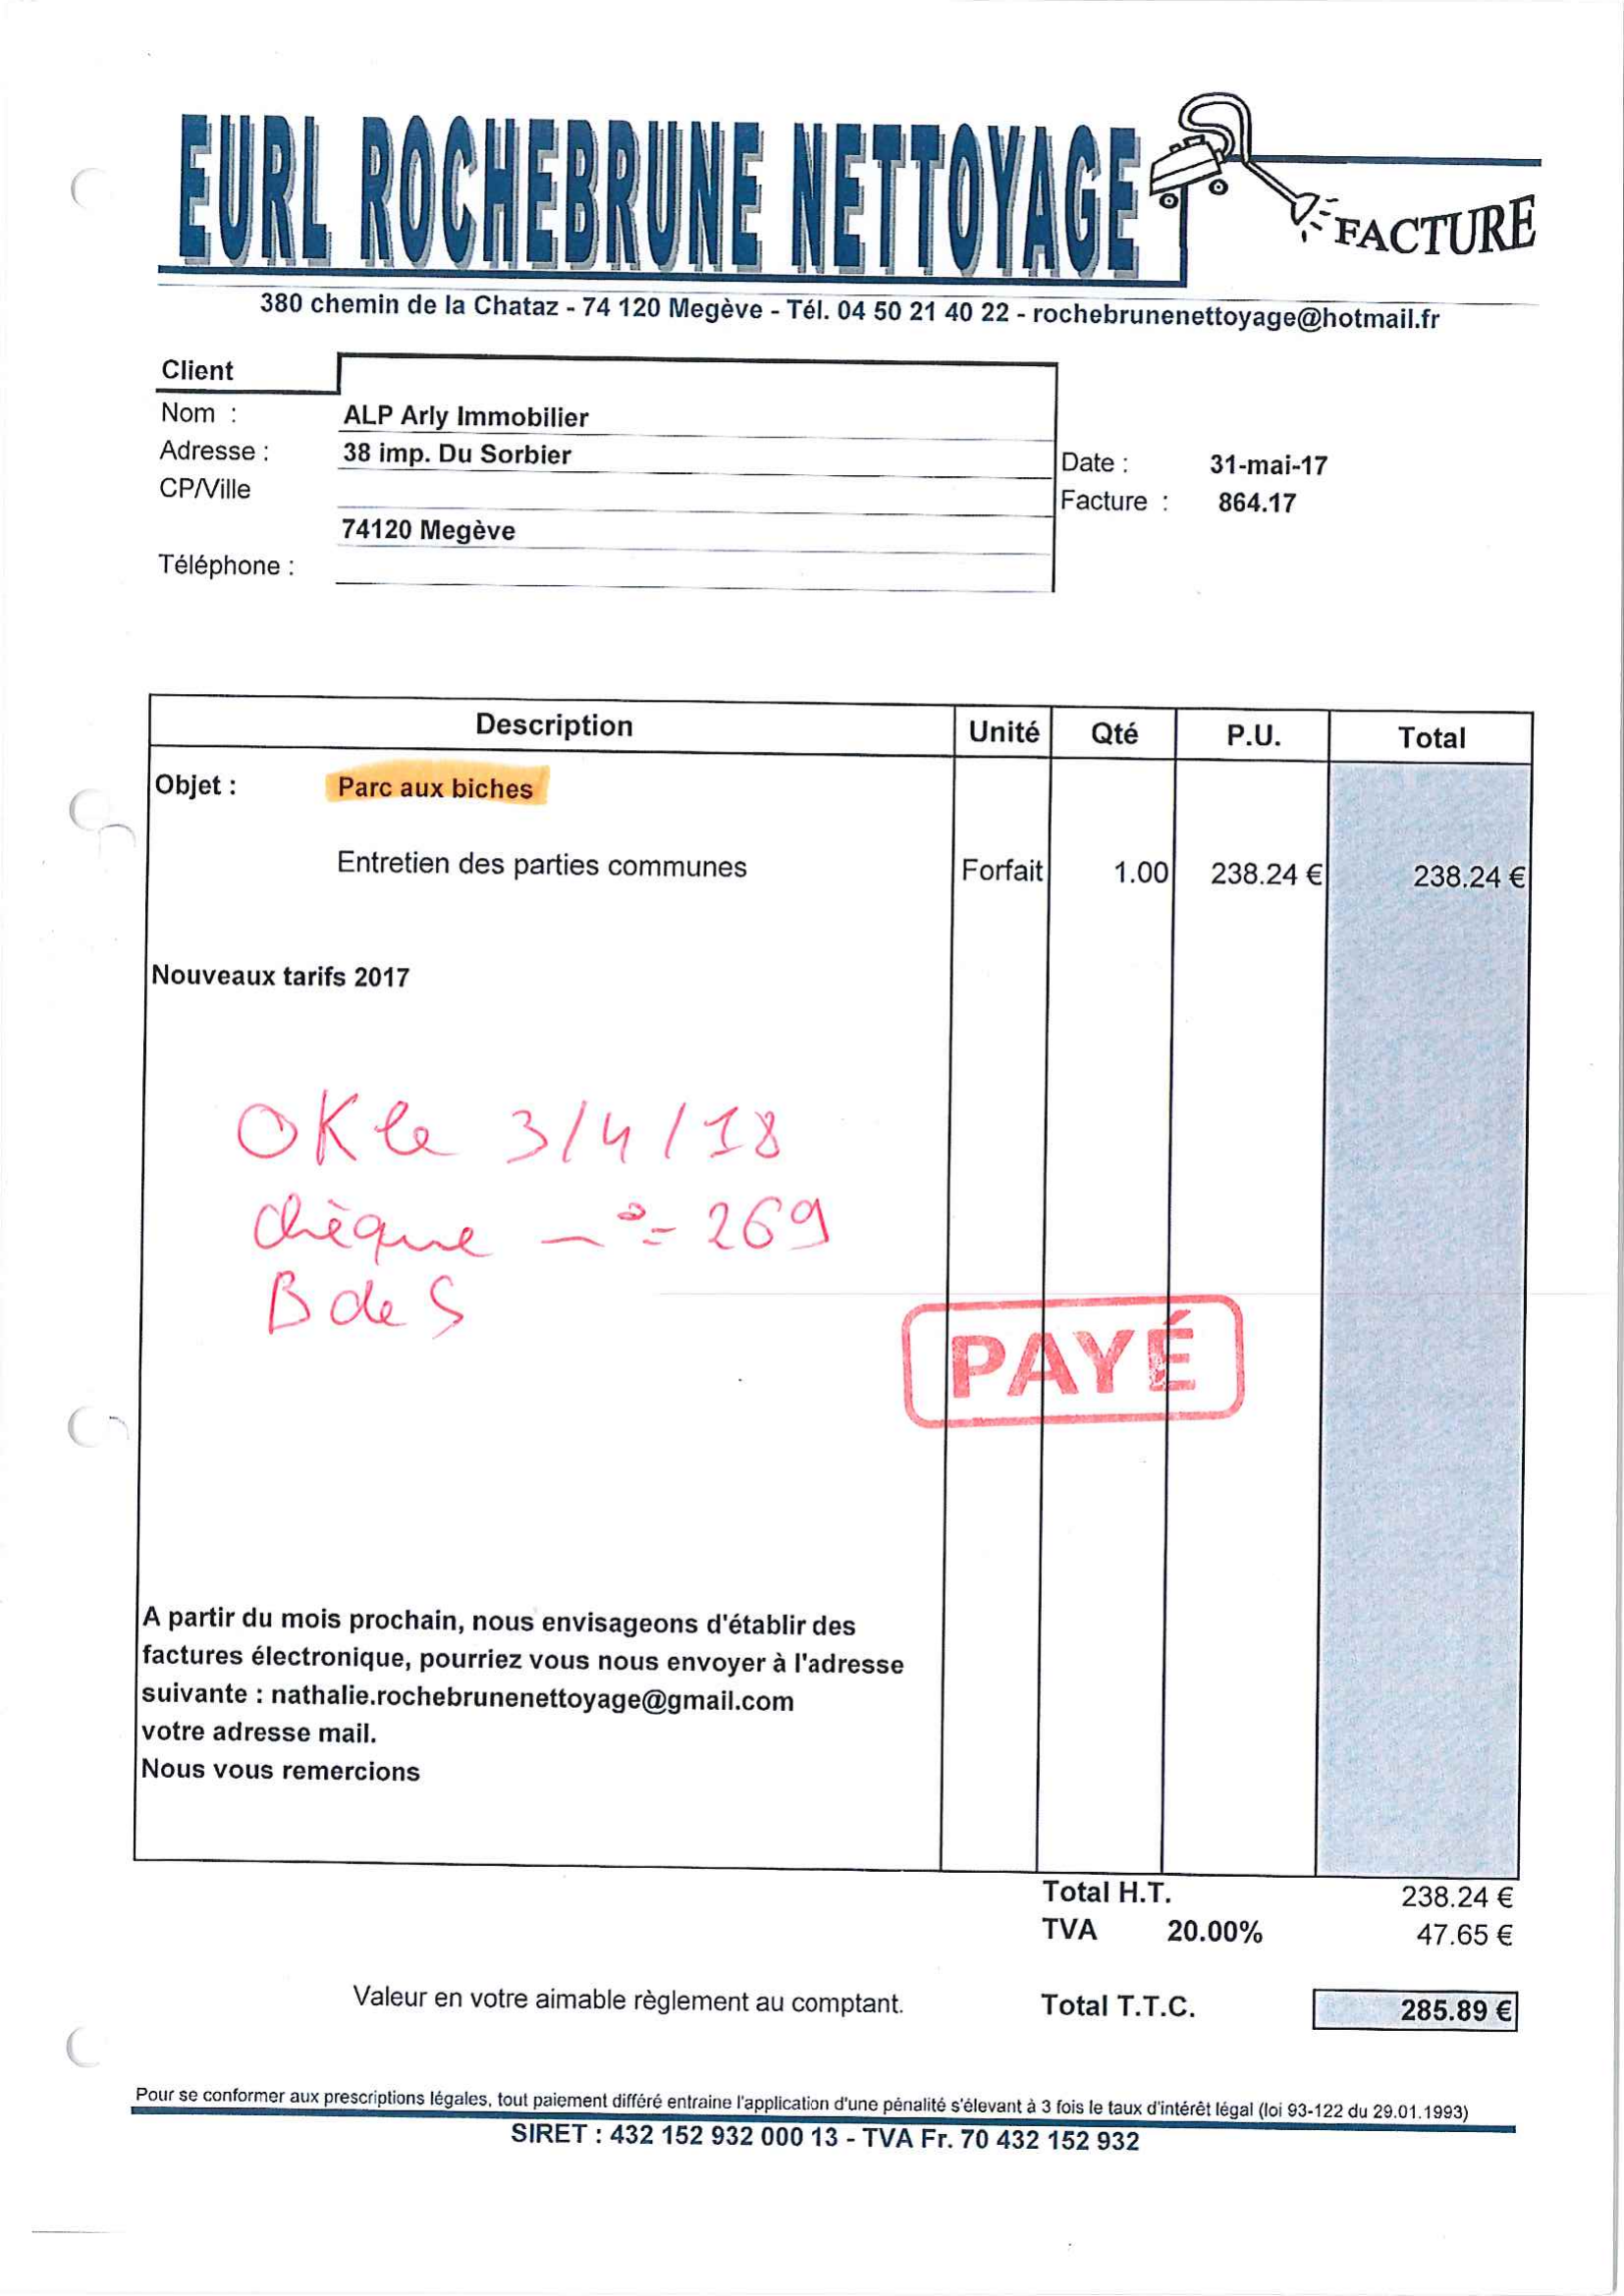 EURL ROCHEBRUNE NETTOYAGE
FACTURE
380 chemin de la Chataz - 74 120 Megève - Tél. 04 50 21 40 22 - rochebrunenettoyage@hotmail.fr
Client
Nom : ALP Arly Immobilier
Adresse : 38 imp. Du Sorbier
Date : 31-mai-17
CP/Ville
Facture : 864.17
74120 Megève
Téléphone :
Description Unité Qté P.U. Total
Objet : Parc aux biches
Entretien des parties communes Forfait 1.00 238.24 € 238.24 €
Nouveaux tarifs 2017
OK le 3/4/18
chèque n°= 269
B de S
PAYÉ
A partir du mois prochain, nous envisageons d'établir des
factures électronique, pourriez vous nous envoyer à l'adresse
suivante : nathalie.rochebrunenettoyage@gmail.com
votre adresse mail.
Nous vous remercions
Total H.T. 238.24 €
TVA 20.00% 47.65 €
Valeur en votre aimable règlement au comptant. Total T.T.C. 285.89 €
Pour se conformer aux prescriptions légales, tout paiement différé entraine l'application d'une pénalité s'élevant à 3 fois le taux d'intérêt légal (loi 93-122 du 29.01.1993)
SIRET : 432 152 932 000 13 - TVA Fr. 70 432 152 932